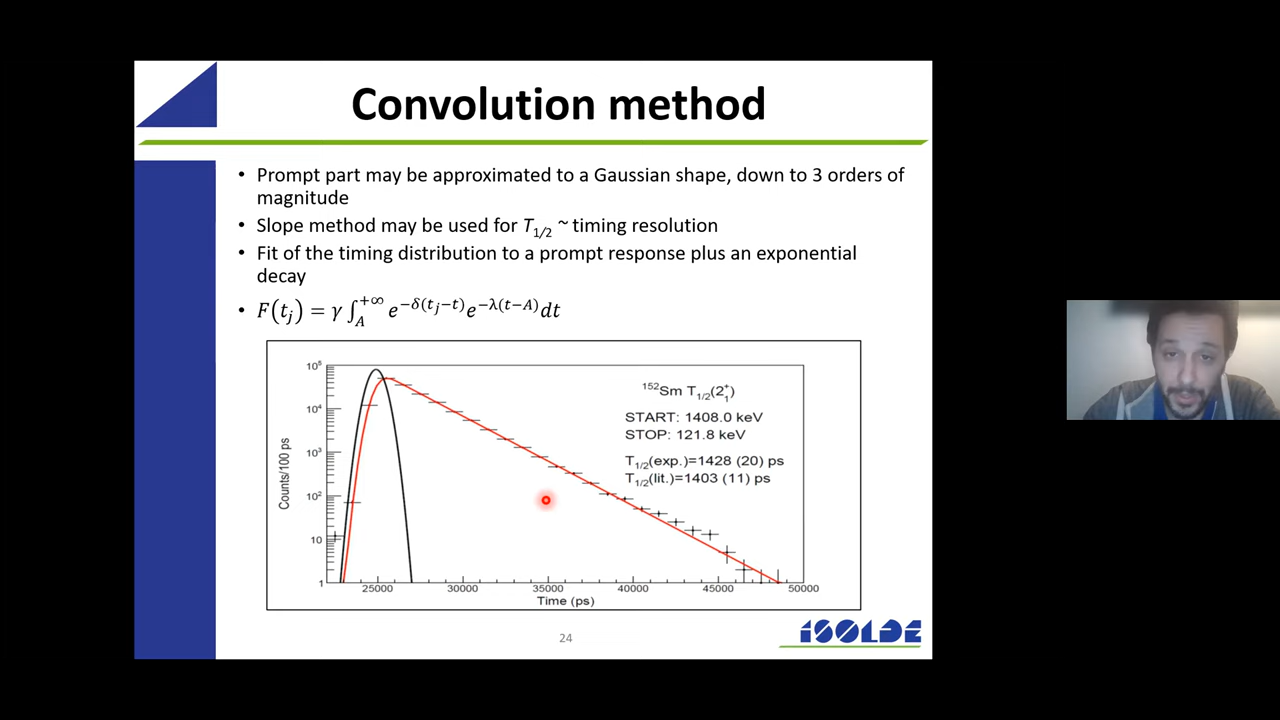 Convolution method
• Prompt part may be approximated to a Gaussian shape, down to 3 orders of
magnitude
• Slope method may be used for T1/2 ~ timing resolution
• Fit of the timing distribution to a prompt response plus an exponential
decay
• F(tⱼ) = γ ∫_A^{+∞} e^{−δ(tⱼ−t)} e^{−λ(t−A)} dt
Counts/100 ps
10⁵
10⁴
10³
10²
10
1
¹⁵²Sm T1/2(2⁺₁)
START: 1408.0 keV
STOP: 121.8 keV
T1/2(exp.)=1428 (20) ps
T1/2(lit.)=1403 (11) ps
25000 30000 35000 40000 45000 50000
Time (ps)
24
ISOLDE